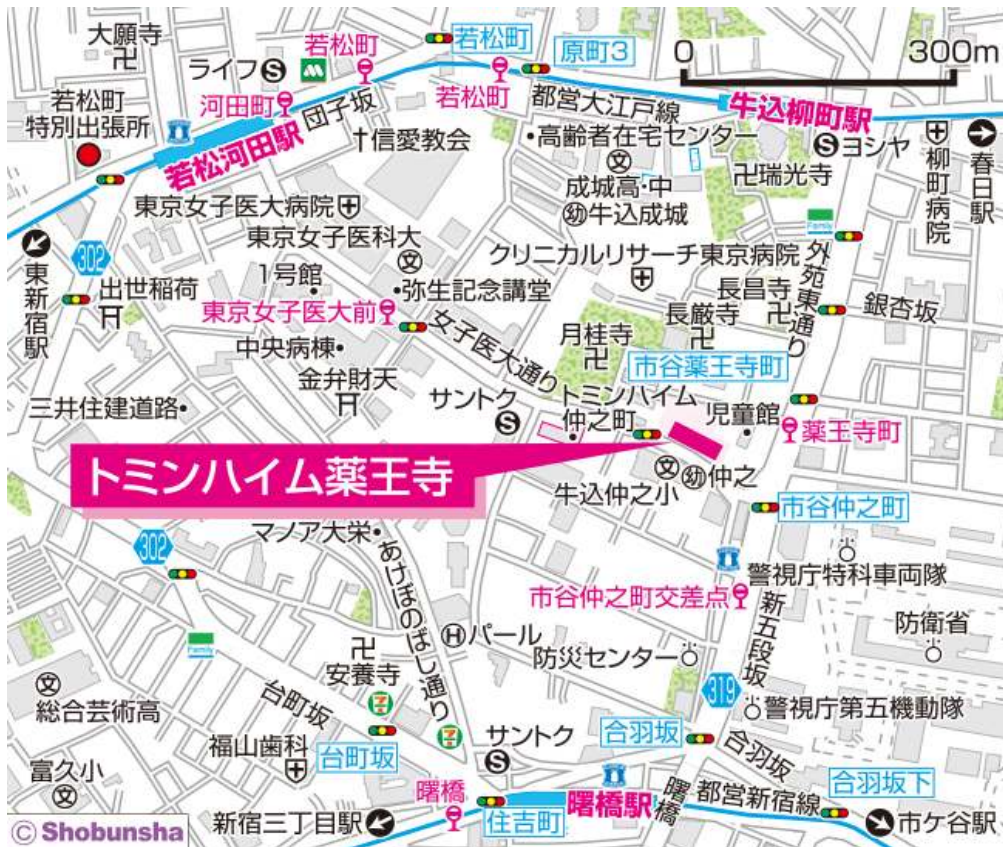 大願寺
ライフ
S
若松町
若松町
原町3
0
300m
若松町
特別出張所
河田町
若松河田駅
団子坂
若松町
都営大江戸線
牛込柳町駅
信愛教会
高齢者在宅センター
S
ヨシヤ
柳町病院
春日駅
文
成城高・中
幼牛込成城
瑞光寺
東京女子医大病院
東京女子医科大
文
クリニカルリサーチ東京病院
Family
外苑東通り
302
東新宿駅
出世稲荷
1号館
弥生記念講堂
東京女子医大前
女子医大通り
長昌寺
長厳寺
月桂寺
銀杏坂
中央病棟
金弁財天
市谷薬王寺町
三井住建道路
サントク
S
トミンハイム
仲之町
児童館
薬王寺町
トミンハイム薬王寺
文
幼仲之
牛込仲之小
市谷仲之町
マノア大栄
302
あけぼのばし通り
警視庁特科車両隊
市谷仲之町交差点
新五段坂
防衛省
Family
H
パール
防災センター
安養寺
7
文
総合芸術高
台町坂
7
319
警視庁第五機動隊
福山歯科
台町坂
サントク
S
合羽坂
合羽坂
富久小
文
曙橋
曙橋駅
曙橋
都営新宿線
合羽坂下
© Shobunsha
新宿三丁目駅
住吉町
市ケ谷駅